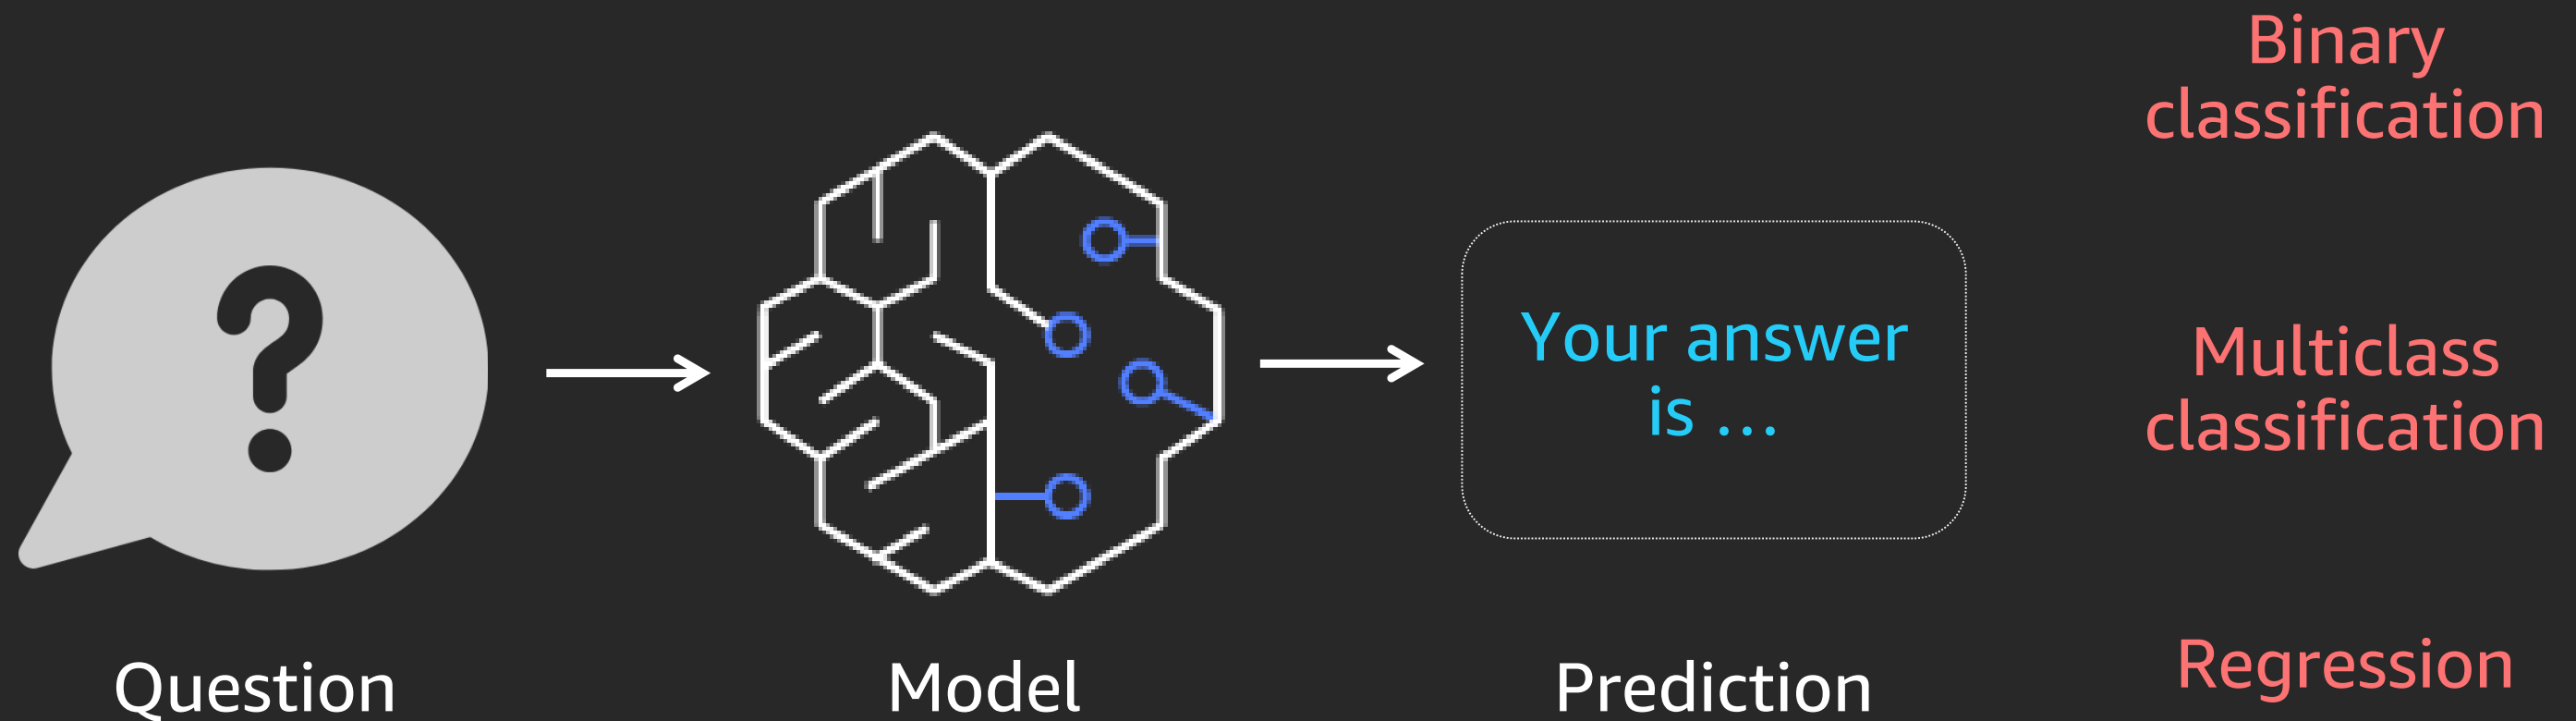 ?
Question
Model
Your answer
is ...
Prediction
Binary
classification
Multiclass
classification
Regression